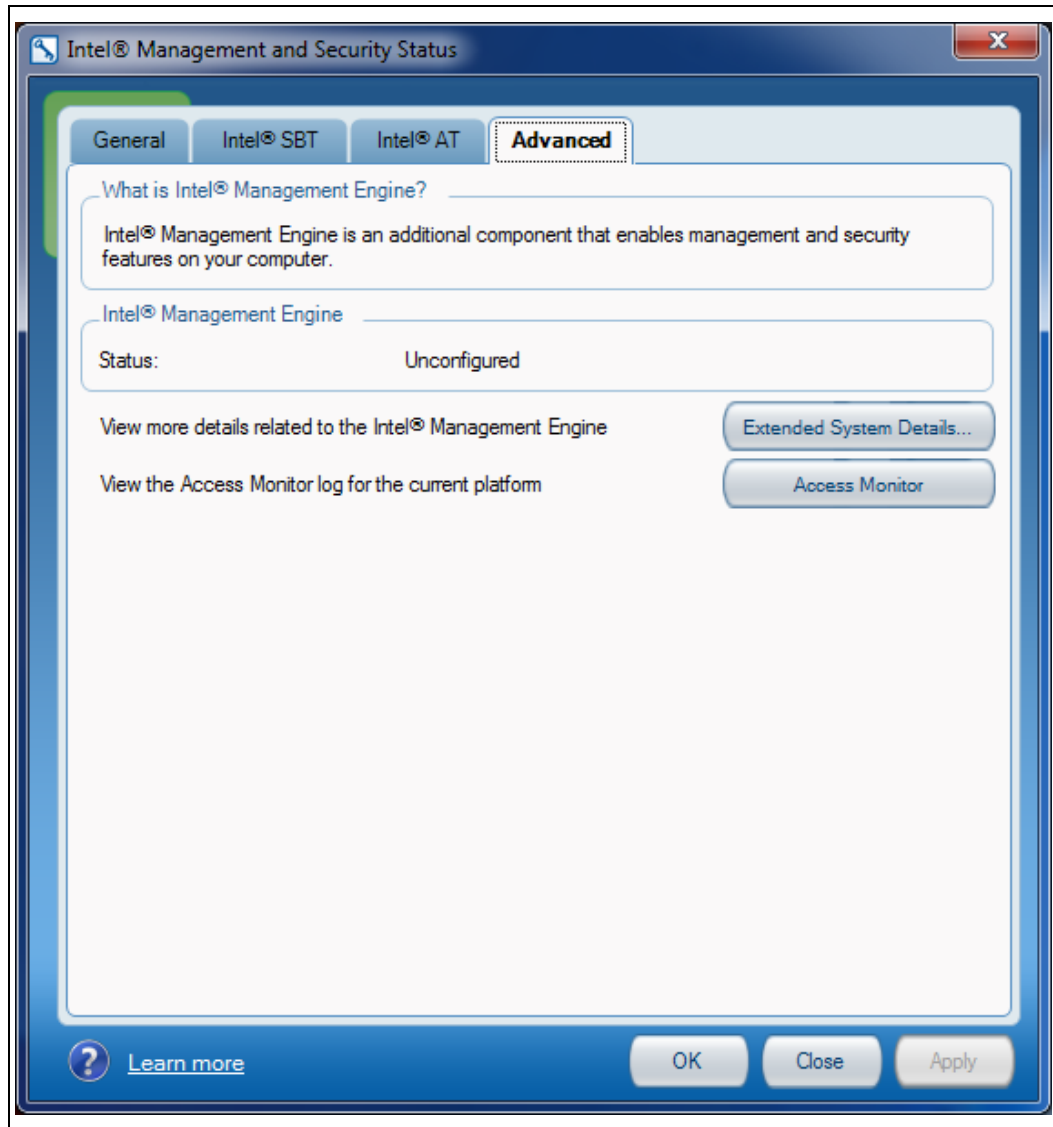 Intel® Management and Security Status
General Intel® SBT Intel® AT Advanced
What is Intel® Management Engine?
Intel® Management Engine is an additional component that enables management and security
features on your computer.
Intel® Management Engine
Status: Unconfigured
View more details related to the Intel® Management Engine Extended System Details...
View the Access Monitor log for the current platform Access Monitor
? Learn more OK Close Apply